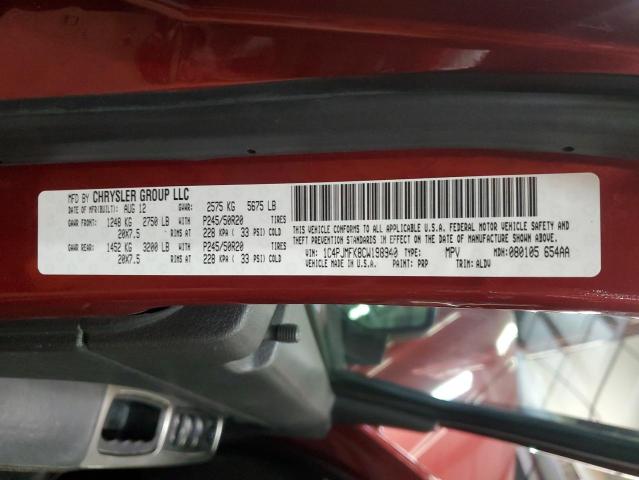 MFD BY CHRYSLER GROUP LLC
DATE OF MFR(BUILT): AUG 12 GVWR: 2575 KG 5675 LB
GAWR FRONT: 1248 KG 2750 LB WITH P245/50R20 TIRES
20X7.5 RIMS AT 228 KPA ( 33 PSI) COLD
GAWR REAR: 1452 KG 3200 LB WITH P245/50R20 TIRES
20X7.5 RIMS AT 228 KPA ( 33 PSI) COLD
THIS VEHICLE CONFORMS TO ALL APPLICABLE U.S.A. FEDERAL MOTOR VEHICLE SAFETY AND
THEFT PREVENTION STANDARDS IN EFFECT ON THE DATE OF MANUFACTURE SHOWN ABOVE.
VIN: 1C4PJMFK8CW198940 TYPE: MPV MDH: 080105 654AA
VEHICLE MADE IN U.S.A. PAINT: PRP TRIM: ALDV